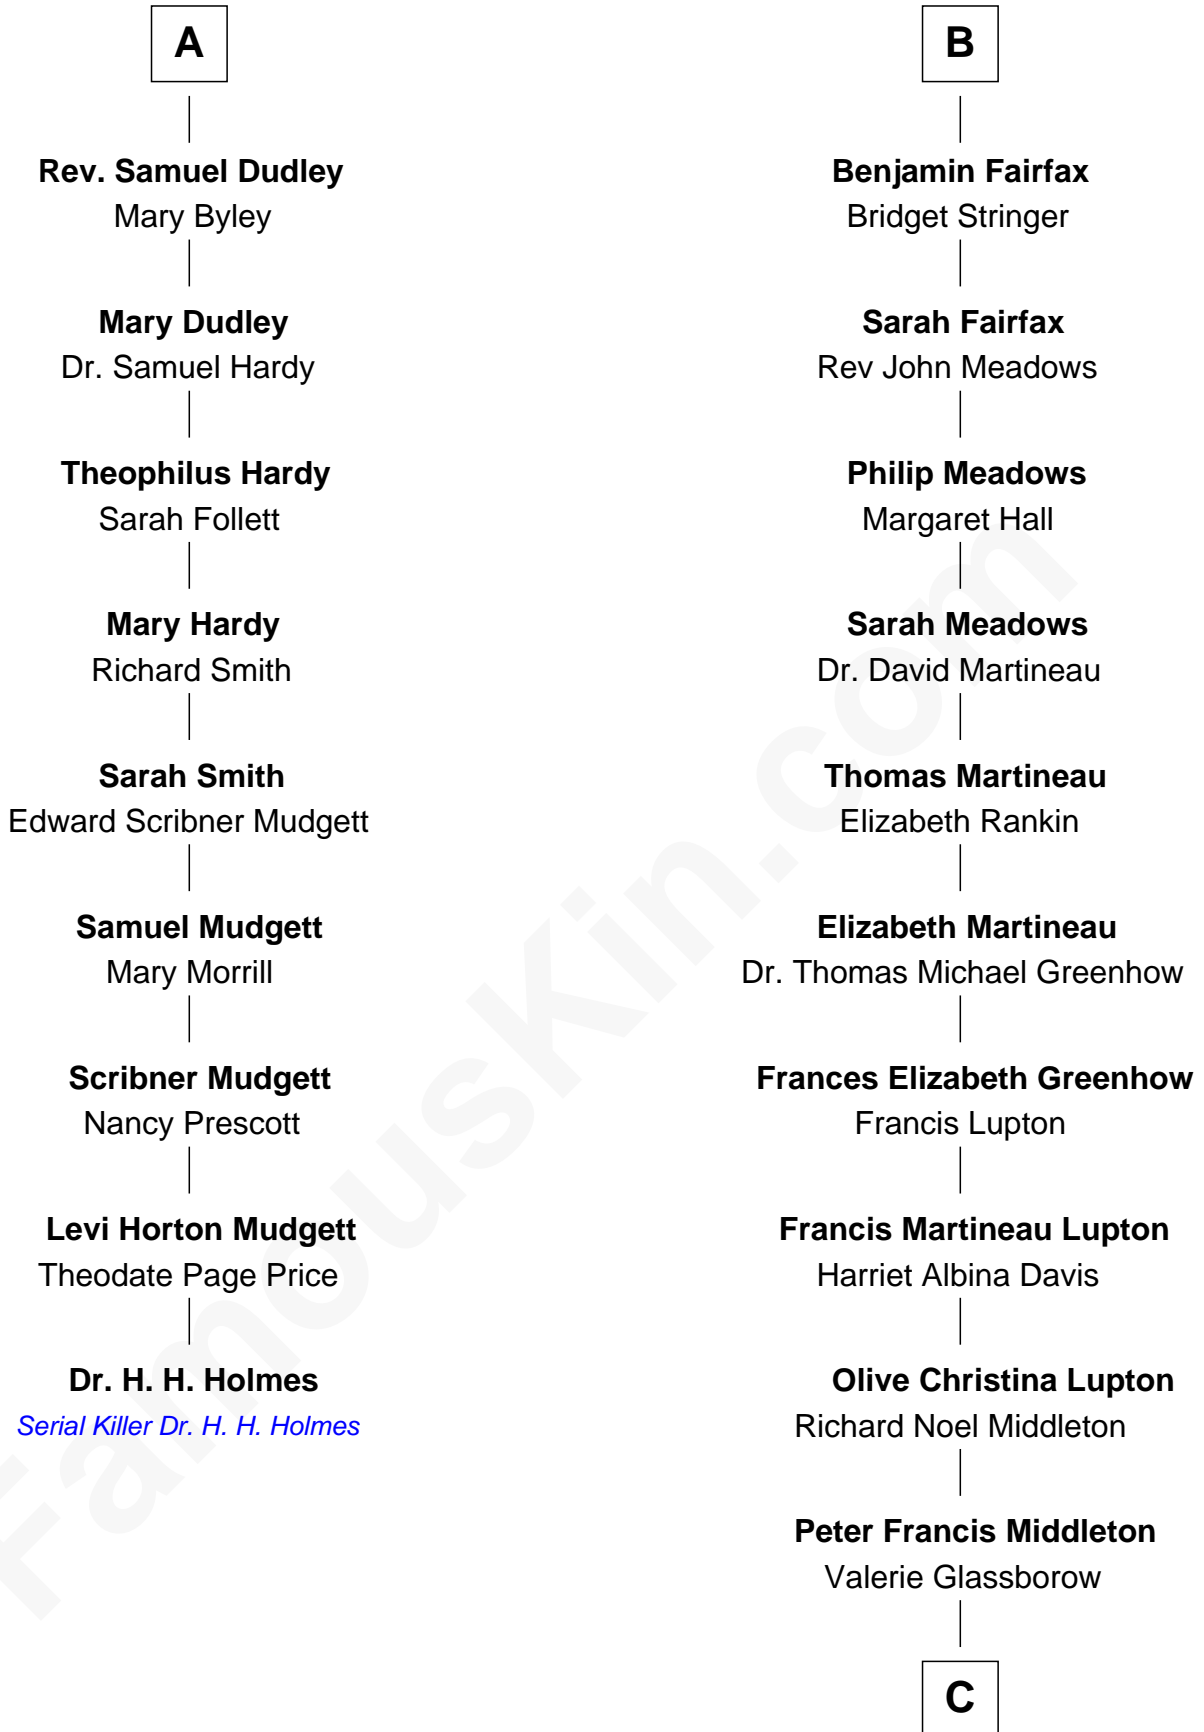 A
Rev. Samuel Dudley
Mary Byley
Mary Dudley
Dr. Samuel Hardy
Theophilus Hardy
Sarah Follett
Mary Hardy
Richard Smith
Sarah Smith
Edward Scribner Mudgett
Samuel Mudgett
Mary Morrill
Scribner Mudgett
Nancy Prescott
Levi Horton Mudgett
Theodate Page Price
Dr. H. H. Holmes
Serial Killer Dr. H. H. Holmes
B
Benjamin Fairfax
Bridget Stringer
Sarah Fairfax
Rev John Meadows
Philip Meadows
Margaret Hall
Sarah Meadows
Dr. David Martineau
Thomas Martineau
Elizabeth Rankin
Elizabeth Martineau
Dr. Thomas Michael Greenhow
Frances Elizabeth Greenhow
Francis Lupton
Francis Martineau Lupton
Harriet Albina Davis
Olive Christina Lupton
Richard Noel Middleton
Peter Francis Middleton
Valerie Glassborow
C
FamousKin.com